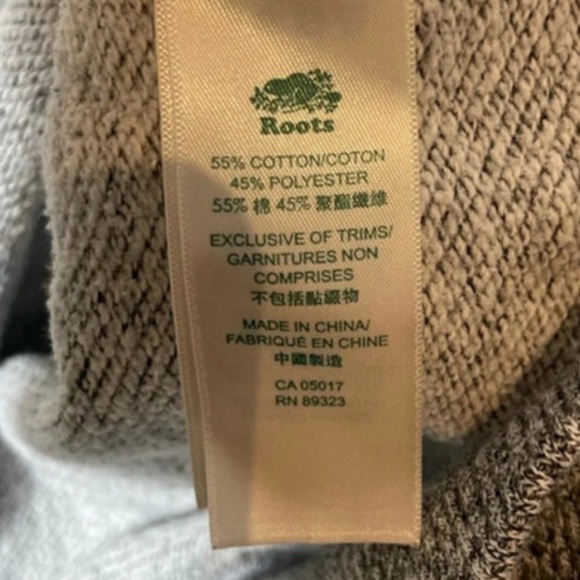 Roots
55% COTTON/COTON
45% POLYESTER
55% 棉 45% 聚酯纖維
EXCLUSIVE OF TRIMS/
GARNITURES NON
COMPRISES
不包括點綴物
MADE IN CHINA/
FABRIQUÉ EN CHINE
中國製造
CA 05017
RN 89323